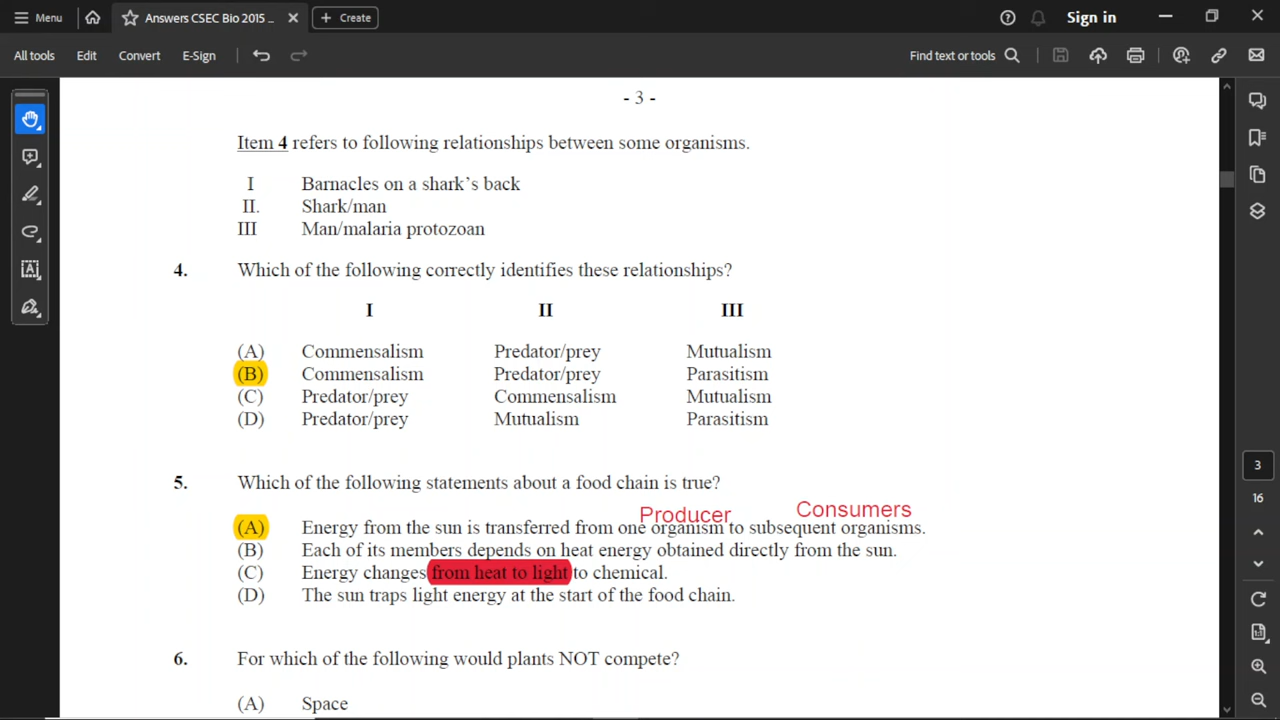 Menu
Answers CSEC Bio 2015 ...
Create
Sign in
All tools
Edit
Convert
E-Sign
Find text or tools
- 3 -
Item 4 refers to following relationships between some organisms.
I Barnacles on a shark's back
II. Shark/man
III Man/malaria protozoan
4. Which of the following correctly identifies these relationships?
I II III
(A) Commensalism Predator/prey Mutualism
(B) Commensalism Predator/prey Parasitism
(C) Predator/prey Commensalism Mutualism
(D) Predator/prey Mutualism Parasitism
5. Which of the following statements about a food chain is true?
Producer Consumers
(A) Energy from the sun is transferred from one organism to subsequent organisms.
(B) Each of its members depends on heat energy obtained directly from the sun.
(C) Energy changes from heat to light to chemical.
(D) The sun traps light energy at the start of the food chain.
6. For which of the following would plants NOT compete?
(A) Space
3
16